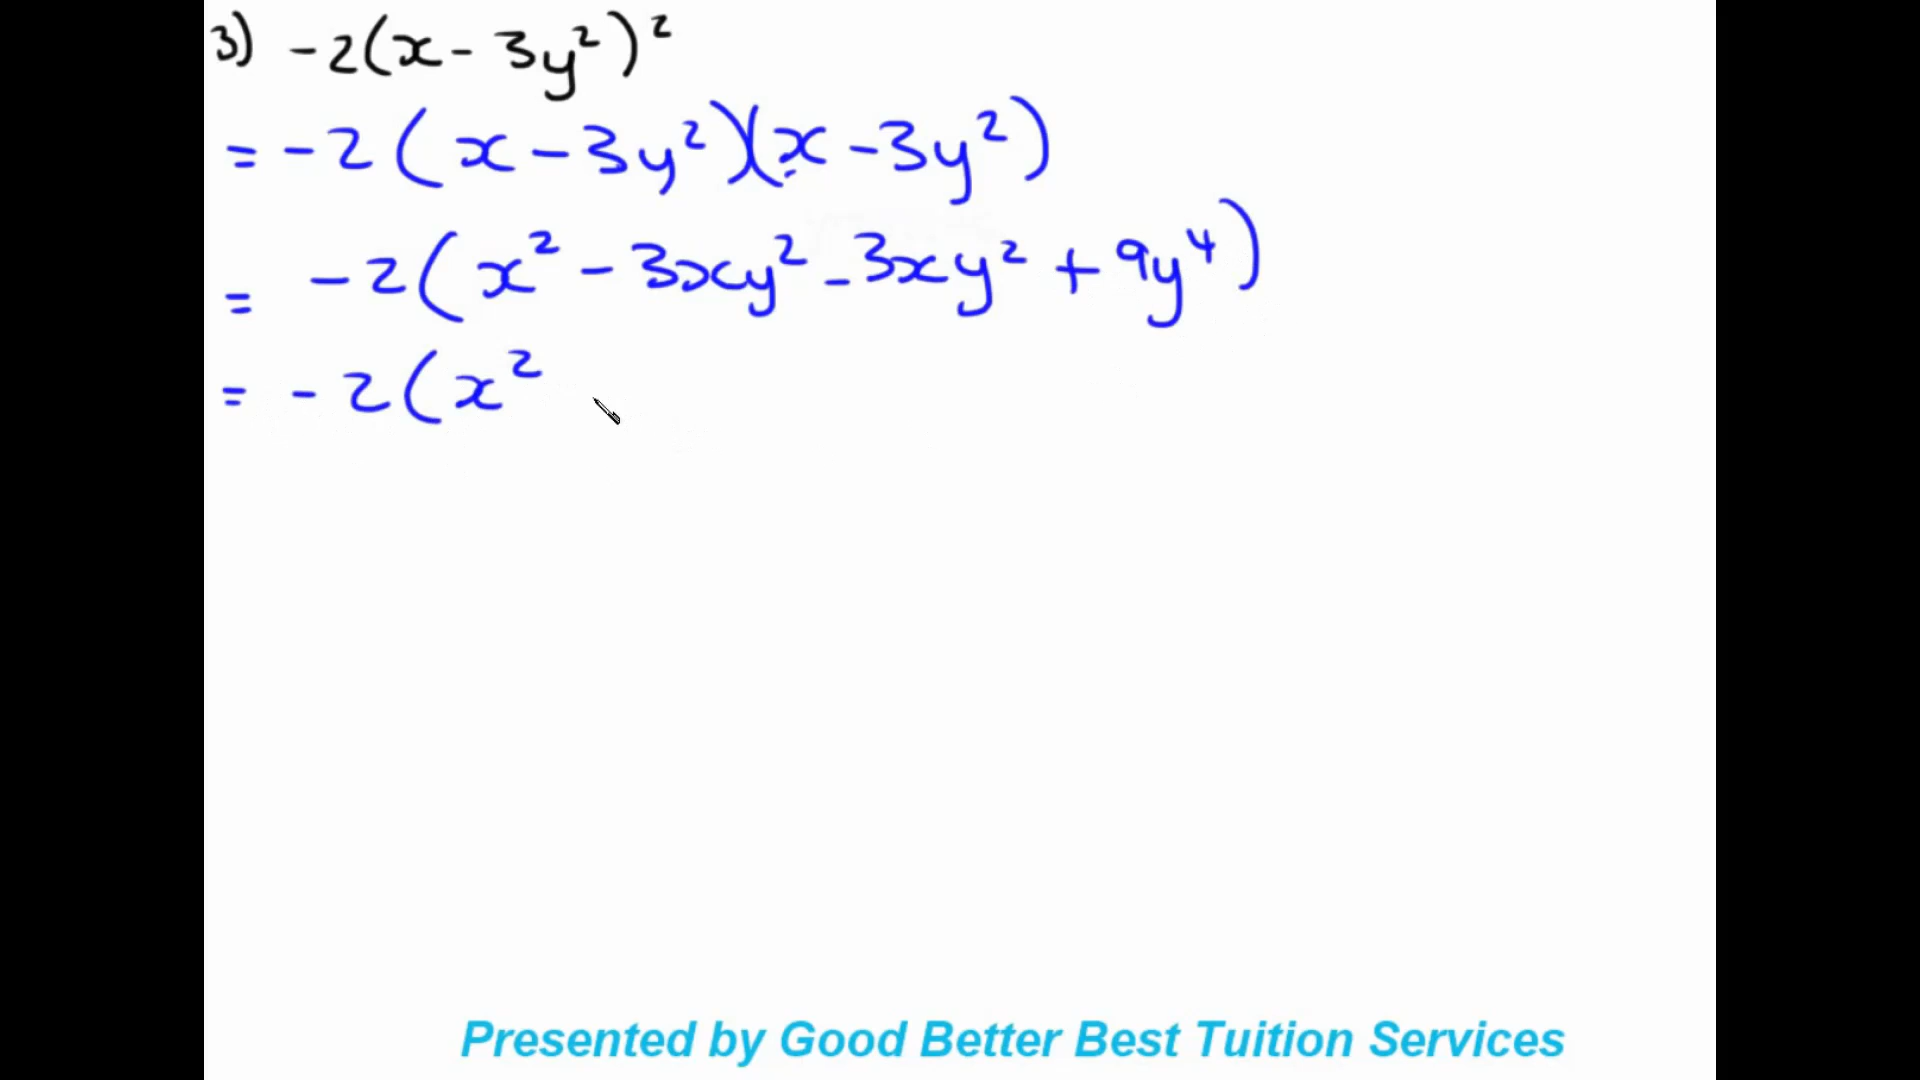 3) -2(x - 3y²)²
= -2(x - 3y²)(x - 3y²)
= -2(x² - 3xy² - 3xy² + 9y⁴)
= -2(x²
Presented by Good Better Best Tuition Services